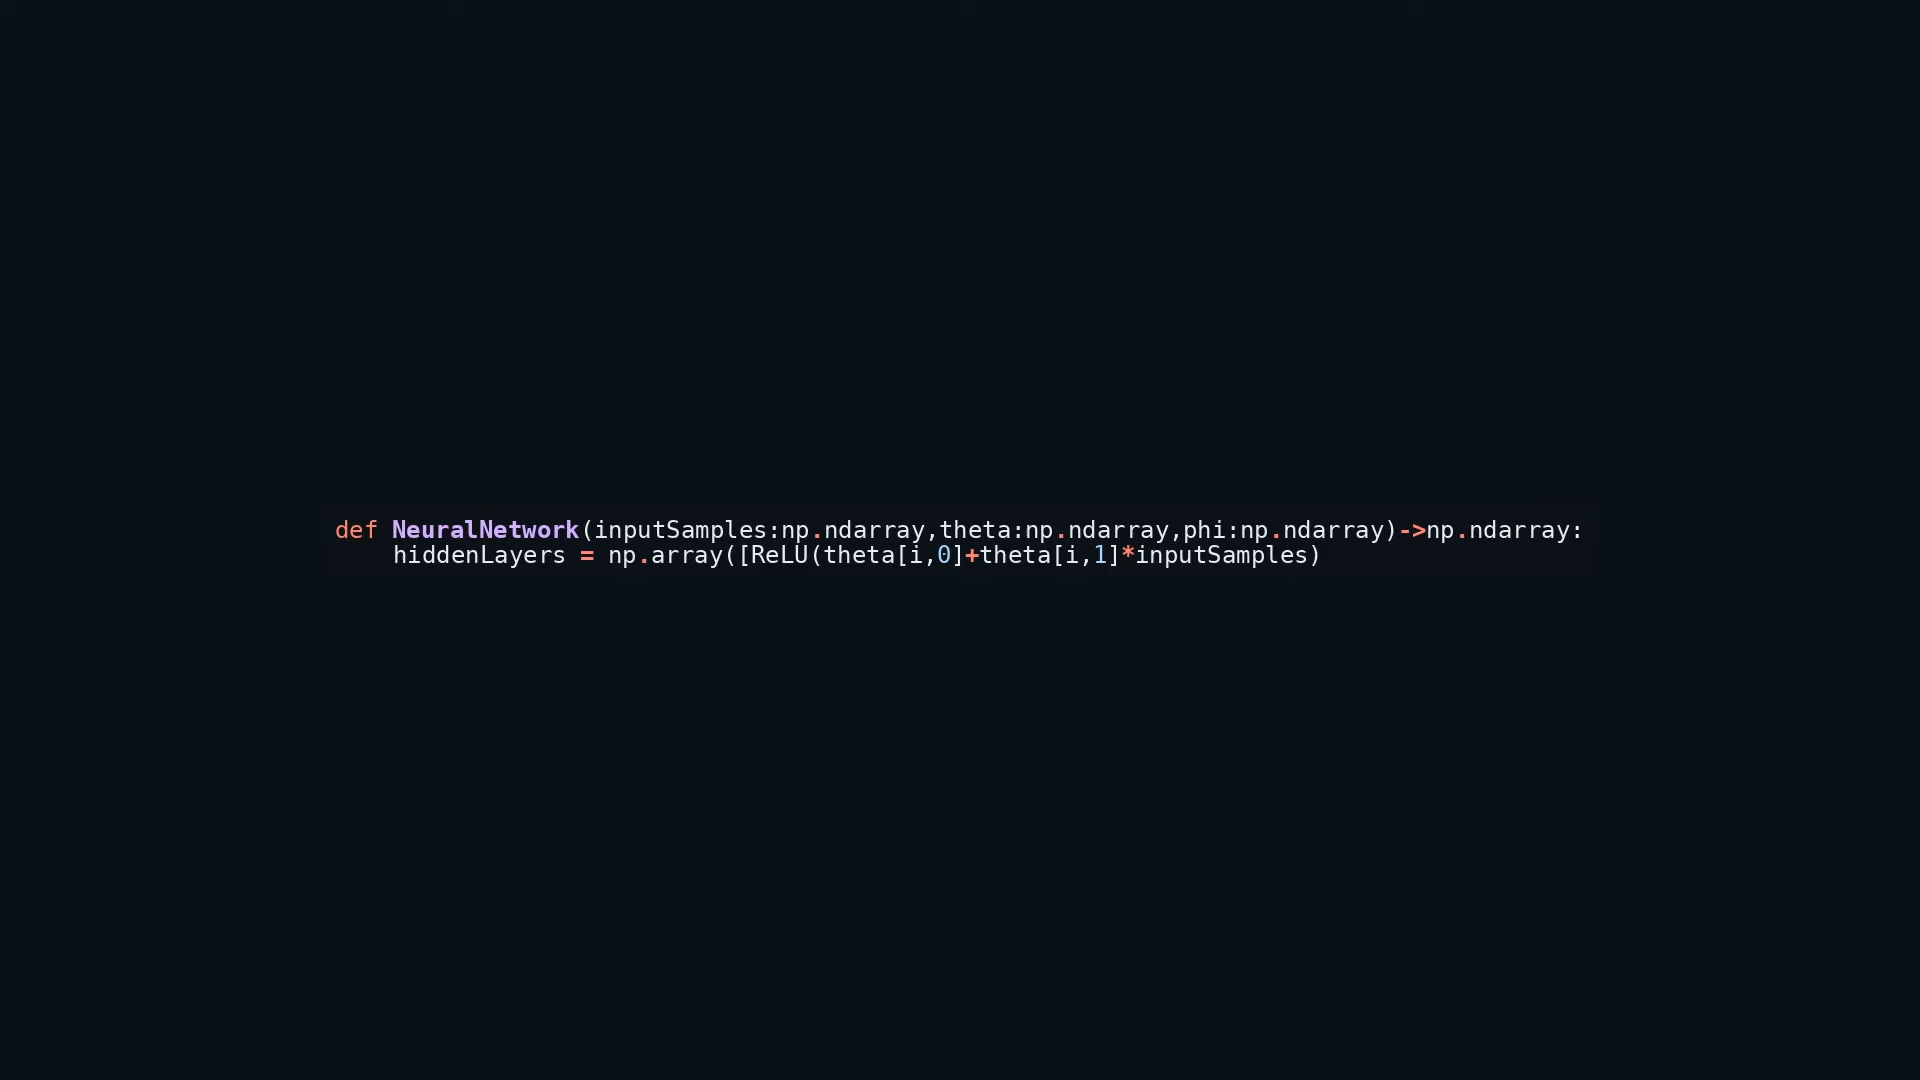 def NeuralNetwork(inputSamples:np.ndarray,theta:np.ndarray,phi:np.ndarray)->np.ndarray:
    hiddenLayers = np.array([ReLU(theta[i,0]+theta[i,1]*inputSamples)